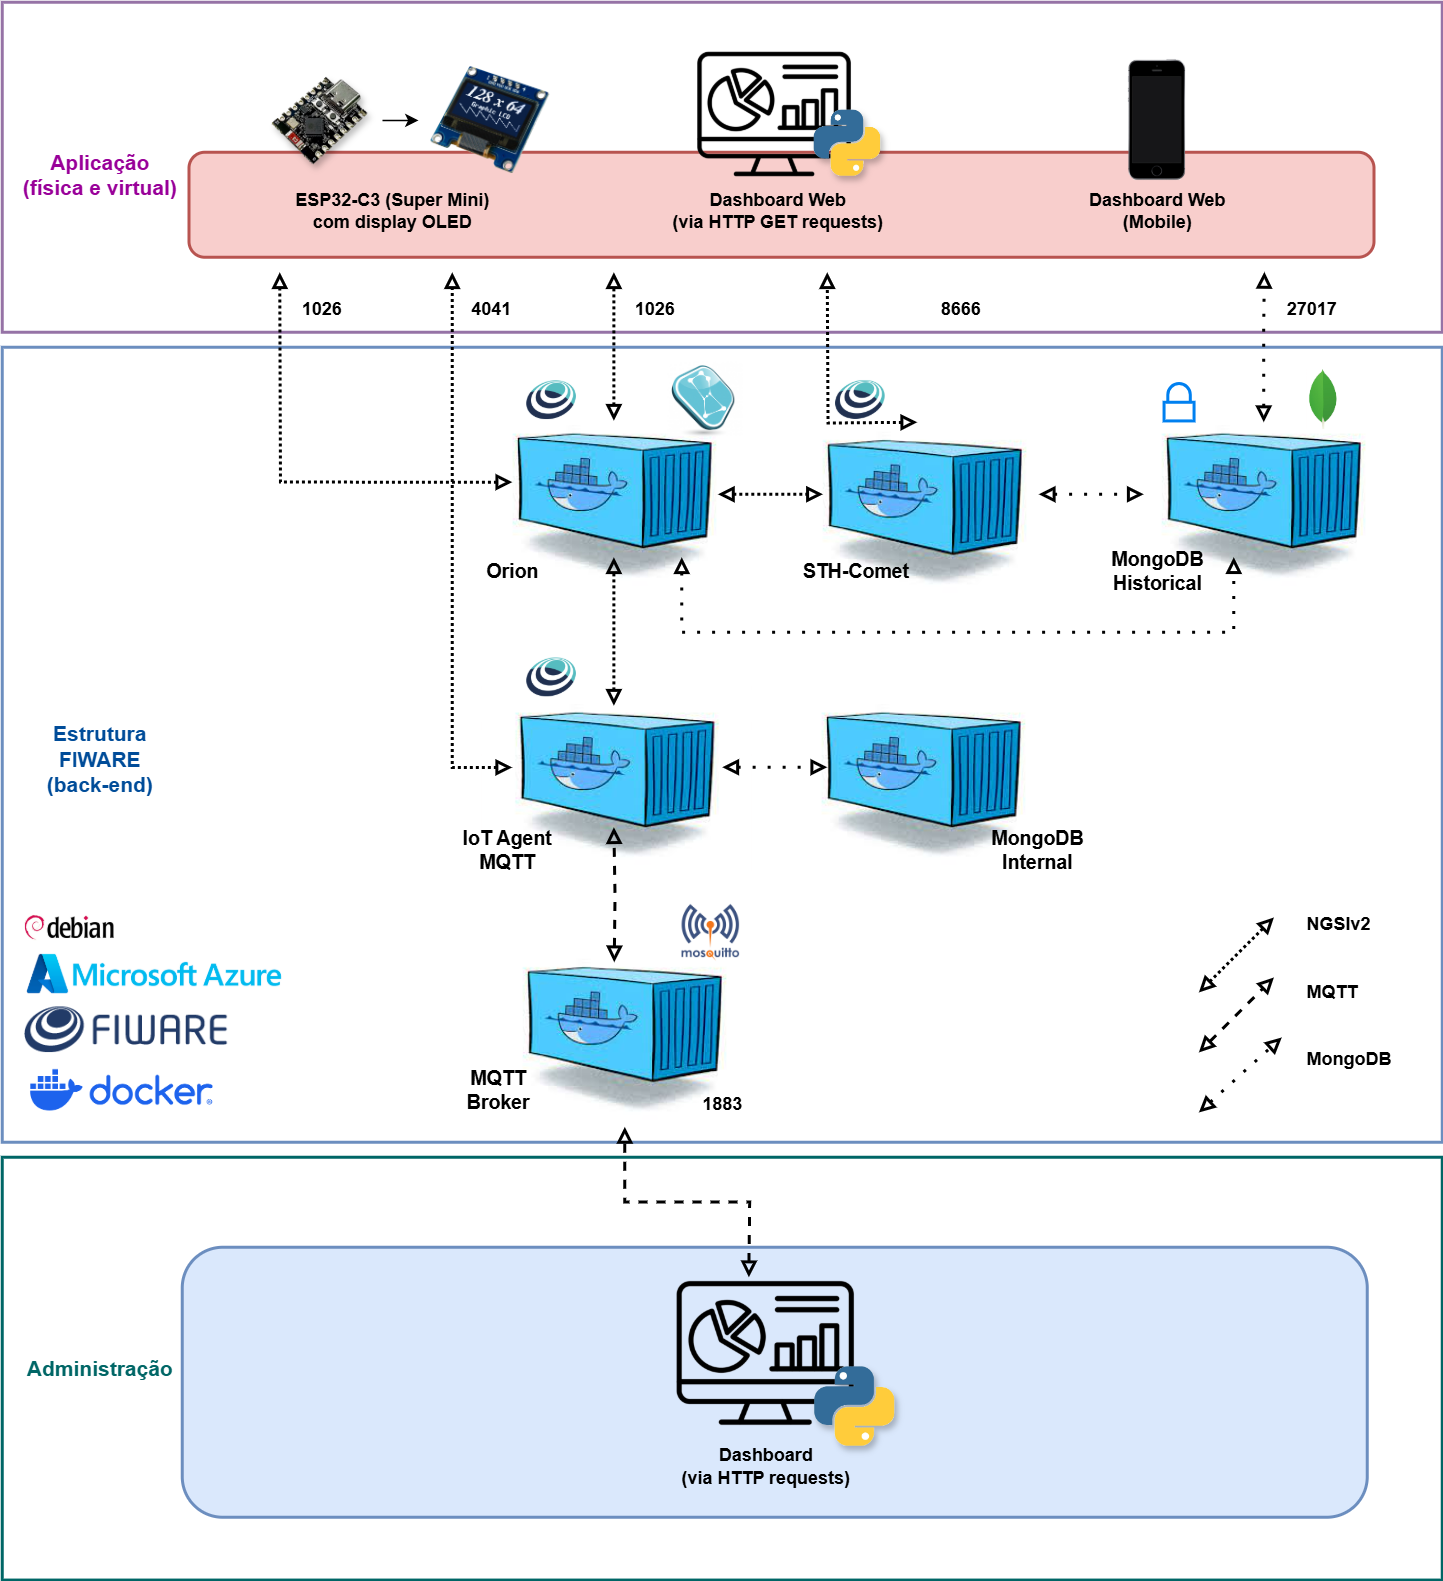 128 x 64
Graphic LCD
Aplicação
(física e virtual)
ESP32-C3 (Super Mini)
com display OLED
Dashboard Web
(via HTTP GET requests)
Dashboard Web
(Mobile)
1026
4041
1026
8666
27017
Orion
STH-Comet
MongoDB
Historical
Estrutura
FIWARE
(back-end)
IoT Agent
MQTT
MongoDB
Internal
debian
Microsoft Azure
FIWARE
docker
mosquitto
MQTT
Broker
1883
NGSIv2
MQTT
MongoDB
Administração
Dashboard
(via HTTP requests)